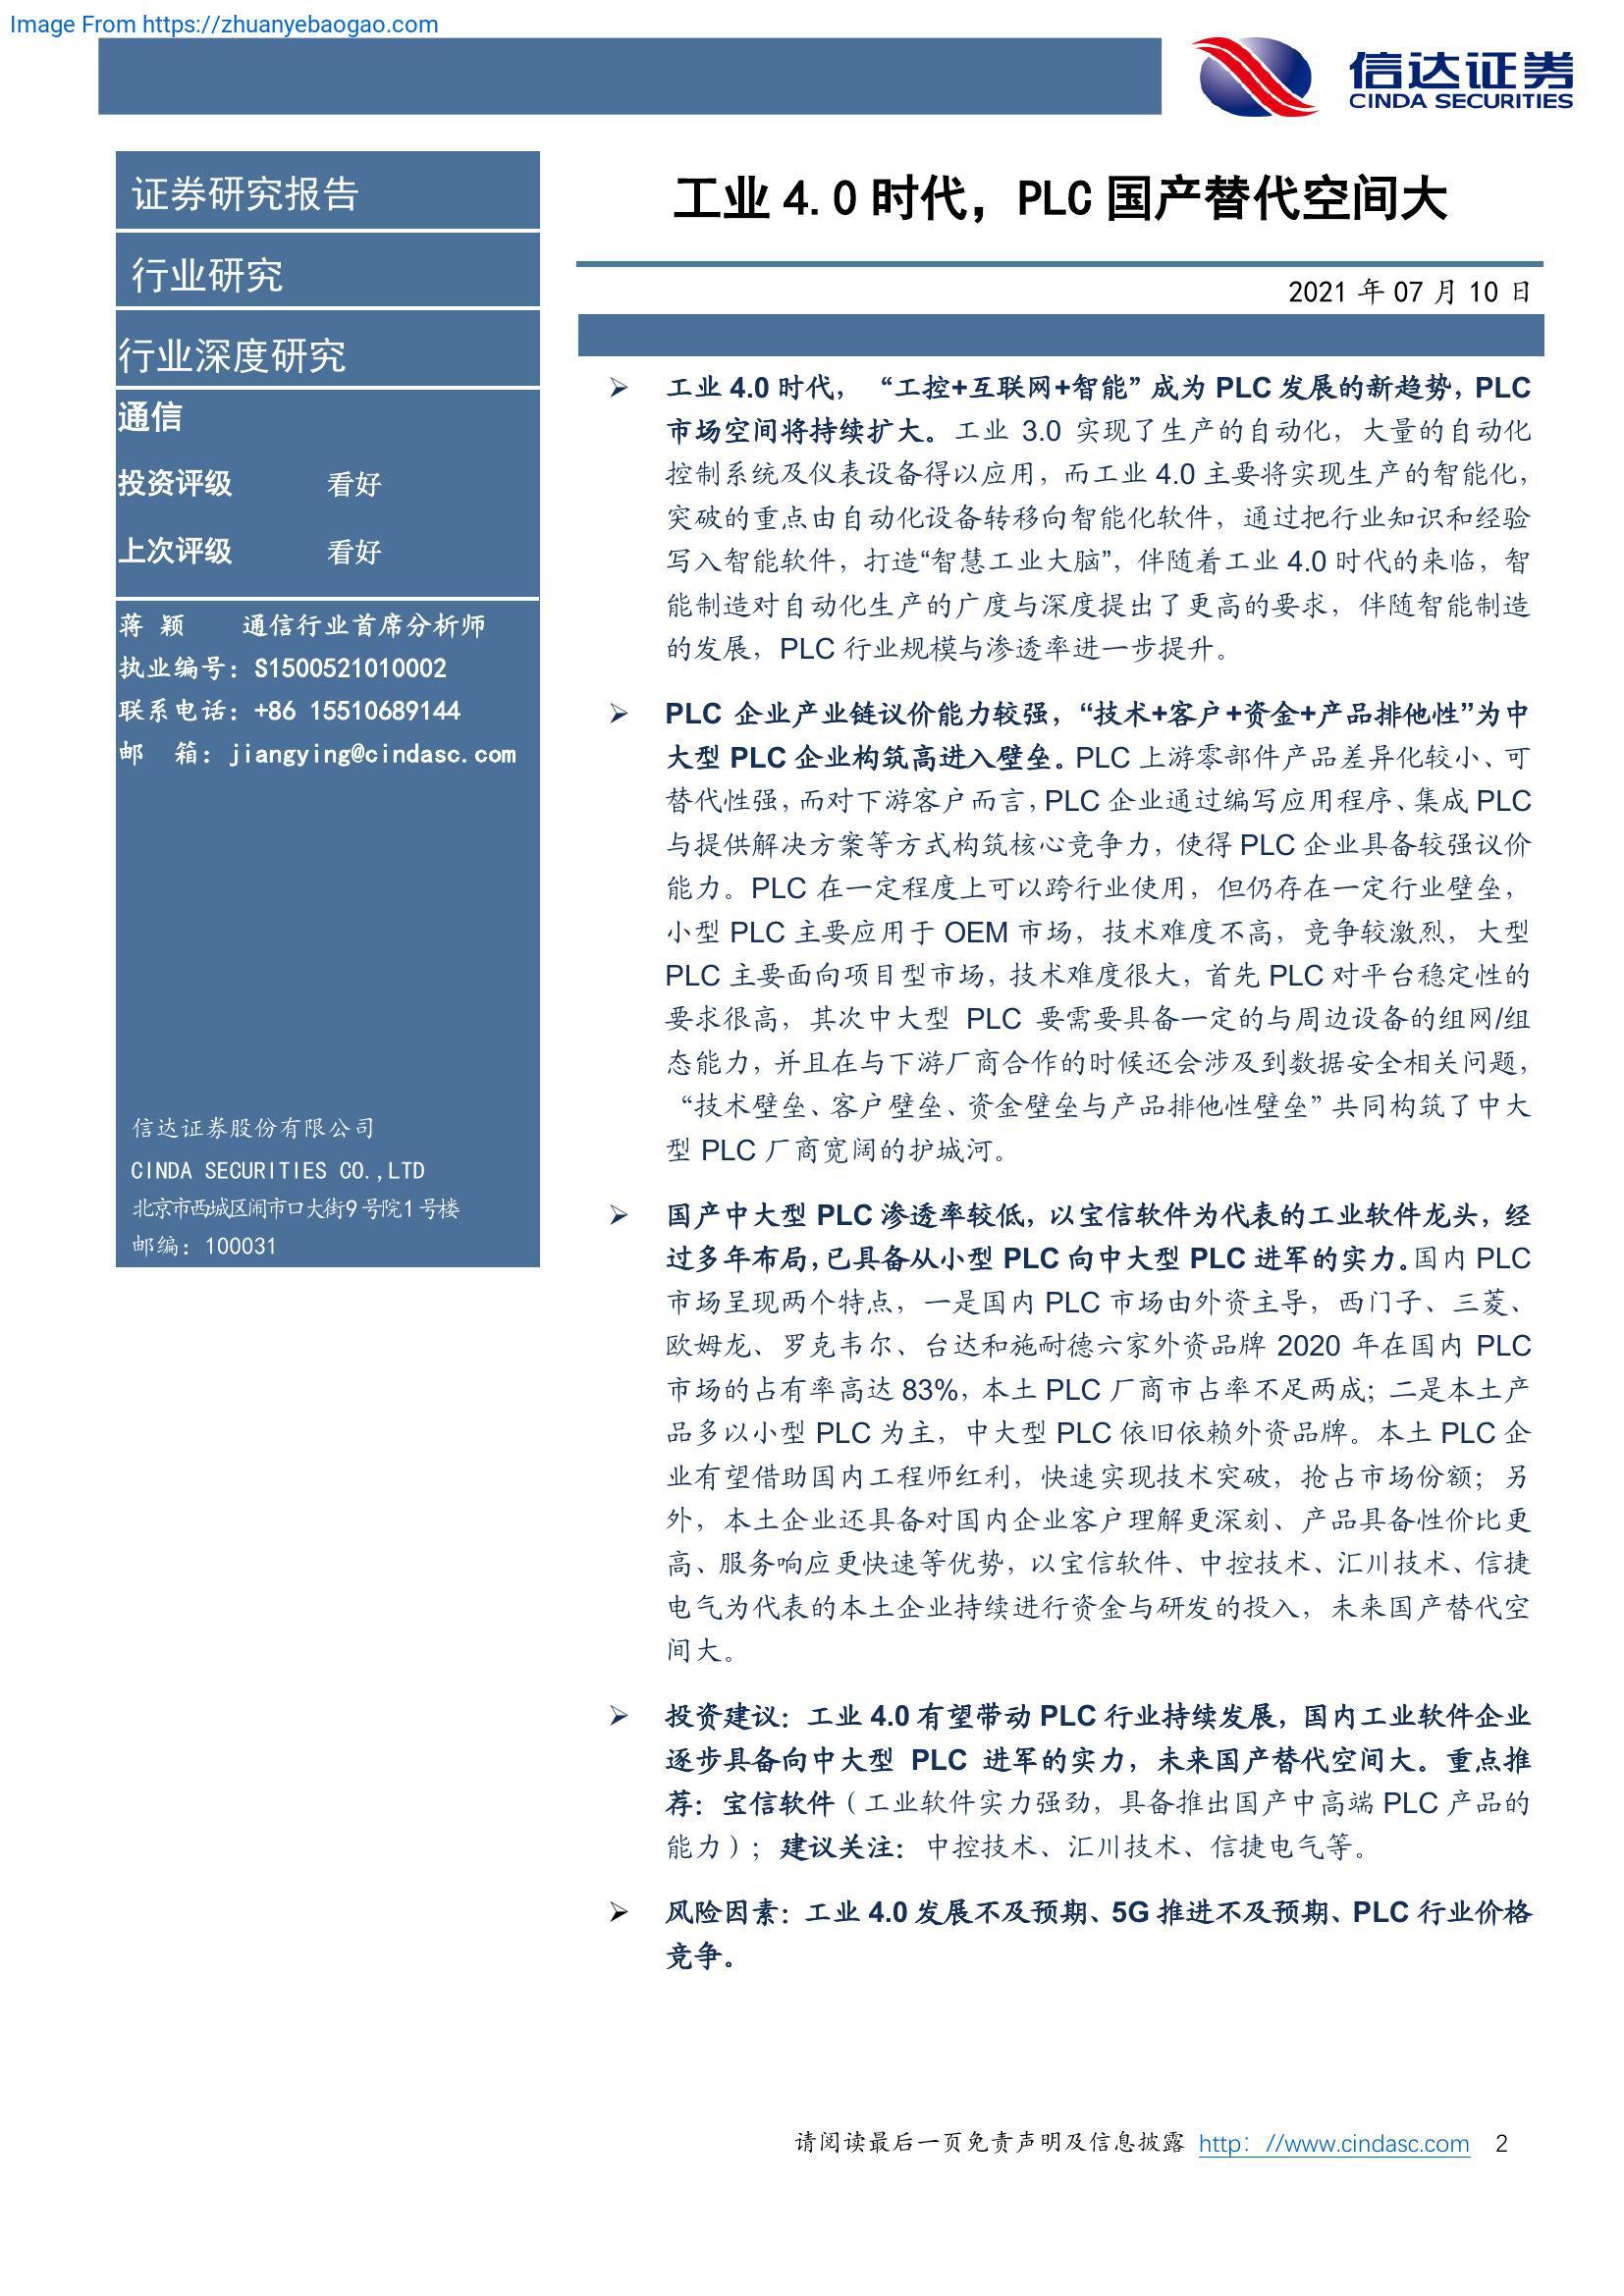 Image From https://zhuanyebaogao.com
信达证券
CINDA SECURITIES
证券研究报告
行业研究
行业深度研究
通信
投资评级 看好
上次评级 看好
蒋 颖 通信行业首席分析师
执业编号：S1500521010002
联系电话：+86 15510689144
邮 箱：jiangying@cindasc.com
信达证券股份有限公司
CINDA SECURITIES CO.,LTD
北京市西城区闹市口大街9号院1号楼
邮编：100031
工业 4.0 时代，PLC 国产替代空间大
2021 年 07 月 10 日
➢ 工业 4.0 时代， “工控+互联网+智能”成为 PLC 发展的新趋势，PLC
市场空间将持续扩大。工业 3.0 实现了生产的自动化，大量的自动化
控制系统及仪表设备得以应用，而工业 4.0 主要将实现生产的智能化，
突破的重点由自动化设备转移向智能化软件，通过把行业知识和经验
写入智能软件，打造“智慧工业大脑”，伴随着工业 4.0 时代的来临，智
能制造对自动化生产的广度与深度提出了更高的要求，伴随智能制造
的发展，PLC 行业规模与渗透率进一步提升。
➢ PLC 企业产业链议价能力较强，“技术+客户+资金+产品排他性”为中
大型 PLC 企业构筑高进入壁垒。PLC 上游零部件产品差异化较小、可
替代性强，而对下游客户而言，PLC 企业通过编写应用程序、集成 PLC
与提供解决方案等方式构筑核心竞争力，使得 PLC 企业具备较强议价
能力。PLC 在一定程度上可以跨行业使用，但仍存在一定行业壁垒，
小型 PLC 主要应用于 OEM 市场，技术难度不高，竞争较激烈，大型
PLC 主要面向项目型市场，技术难度很大，首先 PLC 对平台稳定性的
要求很高，其次中大型 PLC 要需要具备一定的与周边设备的组网/组
态能力，并且在与下游厂商合作的时候还会涉及到数据安全相关问题，
“技术壁垒、客户壁垒、资金壁垒与产品排他性壁垒”共同构筑了中大
型 PLC 厂商宽阔的护城河。
➢ 国产中大型 PLC 渗透率较低，以宝信软件为代表的工业软件龙头，经
过多年布局，已具备从小型 PLC 向中大型 PLC 进军的实力。国内 PLC
市场呈现两个特点，一是国内 PLC 市场由外资主导，西门子、三菱、
欧姆龙、罗克韦尔、台达和施耐德六家外资品牌 2020 年在国内 PLC
市场的占有率高达 83%，本土 PLC 厂商市占率不足两成；二是本土产
品多以小型 PLC 为主，中大型 PLC 依旧依赖外资品牌。本土 PLC 企
业有望借助国内工程师红利，快速实现技术突破，抢占市场份额；另
外，本土企业还具备对国内企业客户理解更深刻、产品具备性价比更
高、服务响应更快速等优势，以宝信软件、中控技术、汇川技术、信捷
电气为代表的本土企业持续进行资金与研发的投入，未来国产替代空
间大。
➢ 投资建议：工业 4.0 有望带动 PLC 行业持续发展，国内工业软件企业
逐步具备向中大型 PLC 进军的实力，未来国产替代空间大。重点推
荐：宝信软件（工业软件实力强劲，具备推出国产中高端 PLC 产品的
能力）；建议关注：中控技术、汇川技术、信捷电气等。
➢ 风险因素：工业 4.0 发展不及预期、5G 推进不及预期、PLC 行业价格
竞争。
请阅读最后一页免责声明及信息披露 http：//www.cindasc.com 2